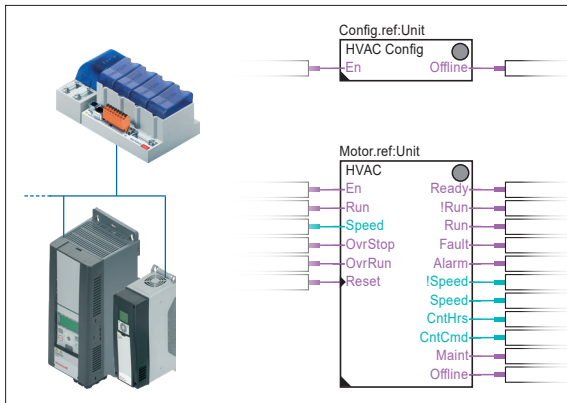 Config.ref:Unit
HVAC Config
En Offline
Motor.ref:Unit
HVAC
En Ready
Run !Run
Speed Run
OvrStop Fault
OvrRun Alarm
Reset !Speed
Speed
CntHrs
CntCmd
Maint
Offline